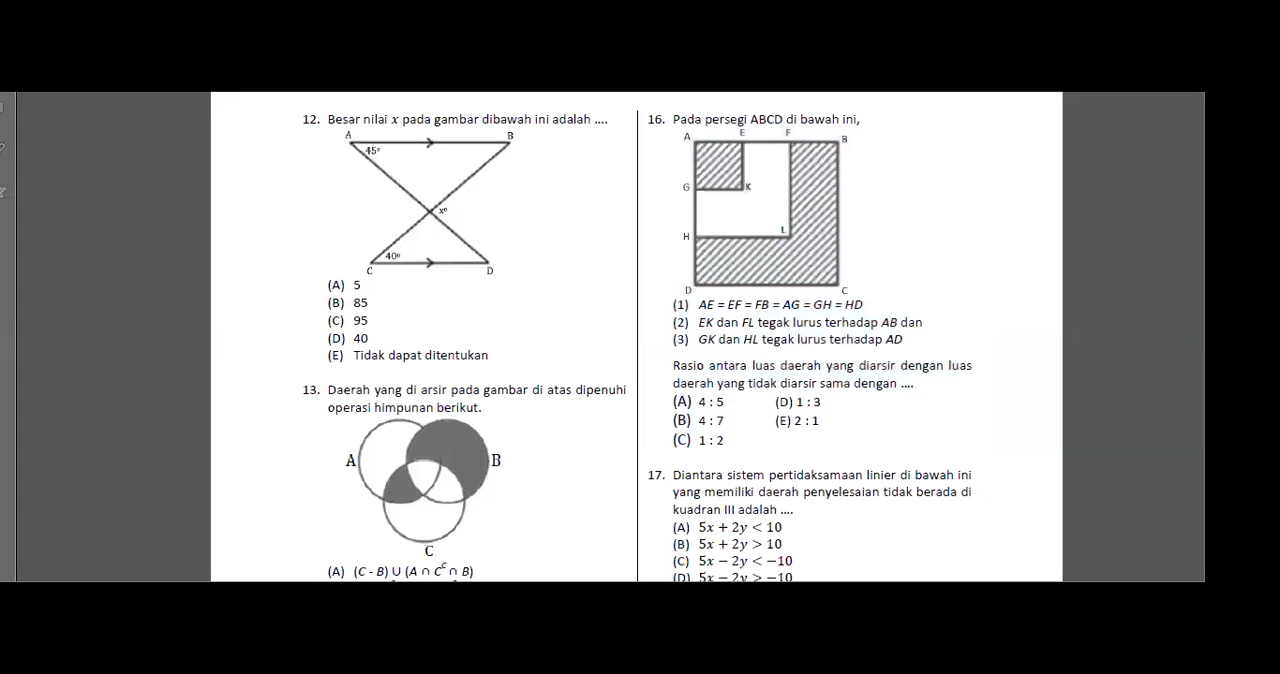 12. Besar nilai x pada gambar dibawah ini adalah ....
A B
45°
x°
40°
C D
(A) 5
(B) 85
(C) 95
(D) 40
(E) Tidak dapat ditentukan
13. Daerah yang di arsir pada gambar di atas dipenuhi
operasi himpunan berikut.
A B
C
(A) (C - B) ∪ (A ∩ Cᶜ ∩ B)
16. Pada persegi ABCD di bawah ini,
A E F B
G K
H L
D C
(1) AE = EF = FB = AG = GH = HD
(2) EK dan FL tegak lurus terhadap AB dan
(3) GK dan HL tegak lurus terhadap AD
Rasio antara luas daerah yang diarsir dengan luas
daerah yang tidak diarsir sama dengan ....
(A) 4 : 5 (D) 1 : 3
(B) 4 : 7 (E) 2 : 1
(C) 1 : 2
17. Diantara sistem pertidaksamaan linier di bawah ini
yang memiliki daerah penyelesaian tidak berada di
kuadran III adalah ....
(A) 5x + 2y < 10
(B) 5x + 2y > 10
(C) 5x − 2y < −10
(D) 5x − 2y > −10